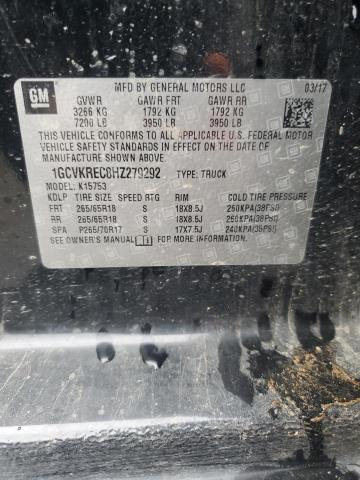 GM MFD BY GENERAL MOTORS LLC 03/17
GVWR GAWR FRT GAWR RR
3266 KG 1792 KG 1792 KG
7200 LB 3950 LB 3950 LB
THIS VEHICLE CONFORMS TO ALL APPLICABLE U.S. FEDERAL MOTOR
VEHICLE SAFETY STANDARDS IN EFFECT ON THE DATE OF
MANUFACTURE SHOWN ABOVE.
1GCVKREC8HZ279292 TYPE: TRUCK
MODEL: K15753
KDLP TIRE SIZE SPEED RTG RIM COLD TIRE PRESSURE
FRT 265/65R18 S 18X8.5J 260KPA(38PSI)
RR 265/65R18 S 18X8.5J 260KPA(38PSI)
SPA P265/70R17 S 17X7.5J 240KPA(35PSI)
SEE OWNER'S MANUAL FOR MORE INFORMATION.